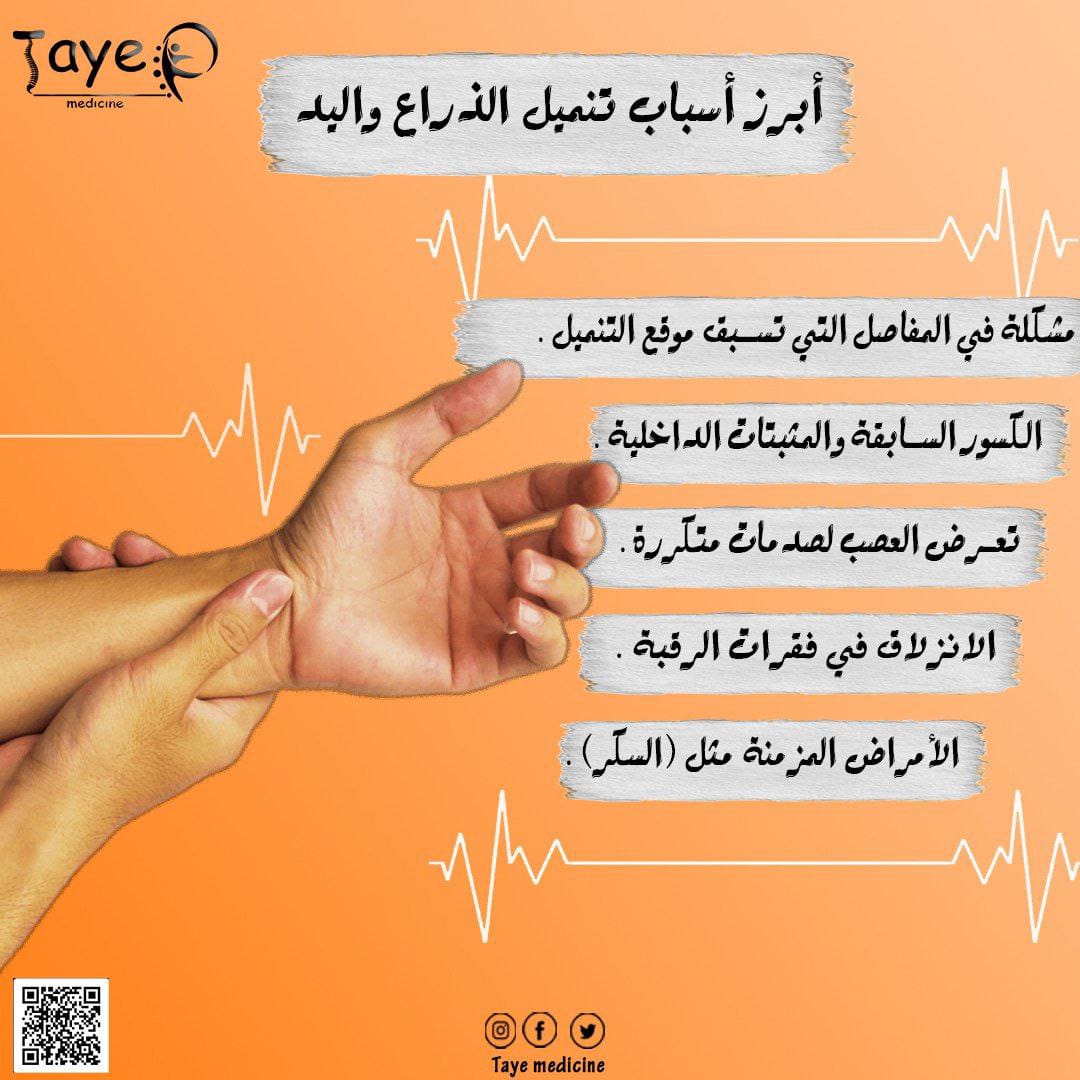 Taye
medicine
أبرز أسباب تنميل الذراع واليد
مشكلة في المفاصل التي تسبق موقع التنميل .
الكسور السابقة والمثبتات الداخلية .
تعرض العصب لصدمات متكررة .
الانزلاق في فقرات الرقبة .
الأمراض المزمنة مثل (السكر) .
Taye medicine